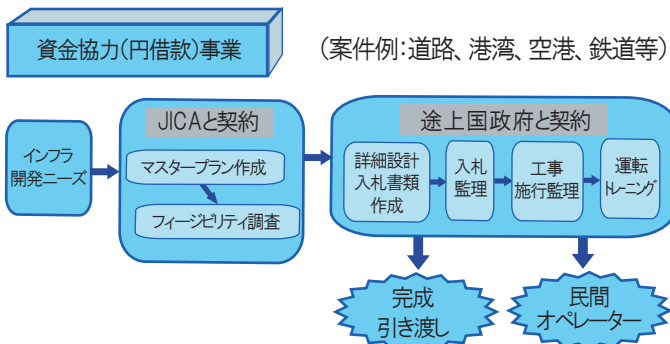 資金協力(円借款)事業
(案件例:道路、港湾、空港、鉄道等)
JICAと契約
途上国政府と契約
インフラ
開発ニーズ
マスタープラン作成
フィージビリティ調査
詳細設計
入札書類
作成
入札
監理
工事
施行監理
運転
トレーニング
完成
引き渡し
民間
オペレーター